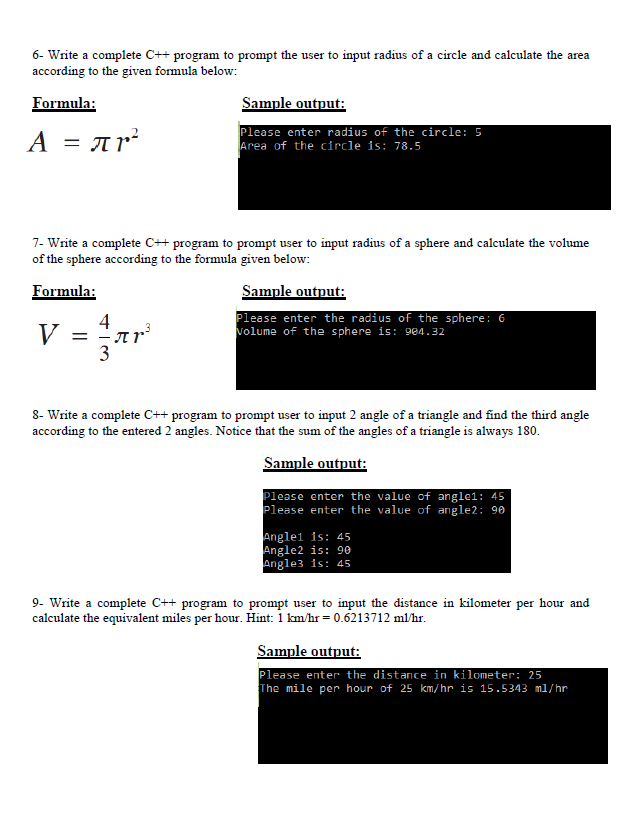 6- Write a complete C++ program to prompt the user to input radius of a circle and calculate the area
according to the given formula below:
Formula:
Sample output:
A = π r²
Please enter radius of the circle: 5
Area of the circle is: 78.5
7- Write a complete C++ program to prompt user to input radius of a sphere and calculate the volume
of the sphere according to the formula given below:
Formula:
Sample output:
V = 4/3 π r³
Please enter the radius of the sphere: 6
Volume of the sphere is: 904.32
8- Write a complete C++ program to prompt user to input 2 angle of a triangle and find the third angle
according to the entered 2 angles. Notice that the sum of the angles of a triangle is always 180.
Sample output:
Please enter the value of angle1: 45
Please enter the value of angle2: 90
Angle1 is: 45
Angle2 is: 90
Angle3 is: 45
9- Write a complete C++ program to prompt user to input the distance in kilometer per hour and
calculate the equivalent miles per hour. Hint: 1 km/hr = 0.6213712 ml/hr.
Sample output:
Please enter the distance in kilometer: 25
The mile per hour of 25 km/hr is 15.5343 ml/hr